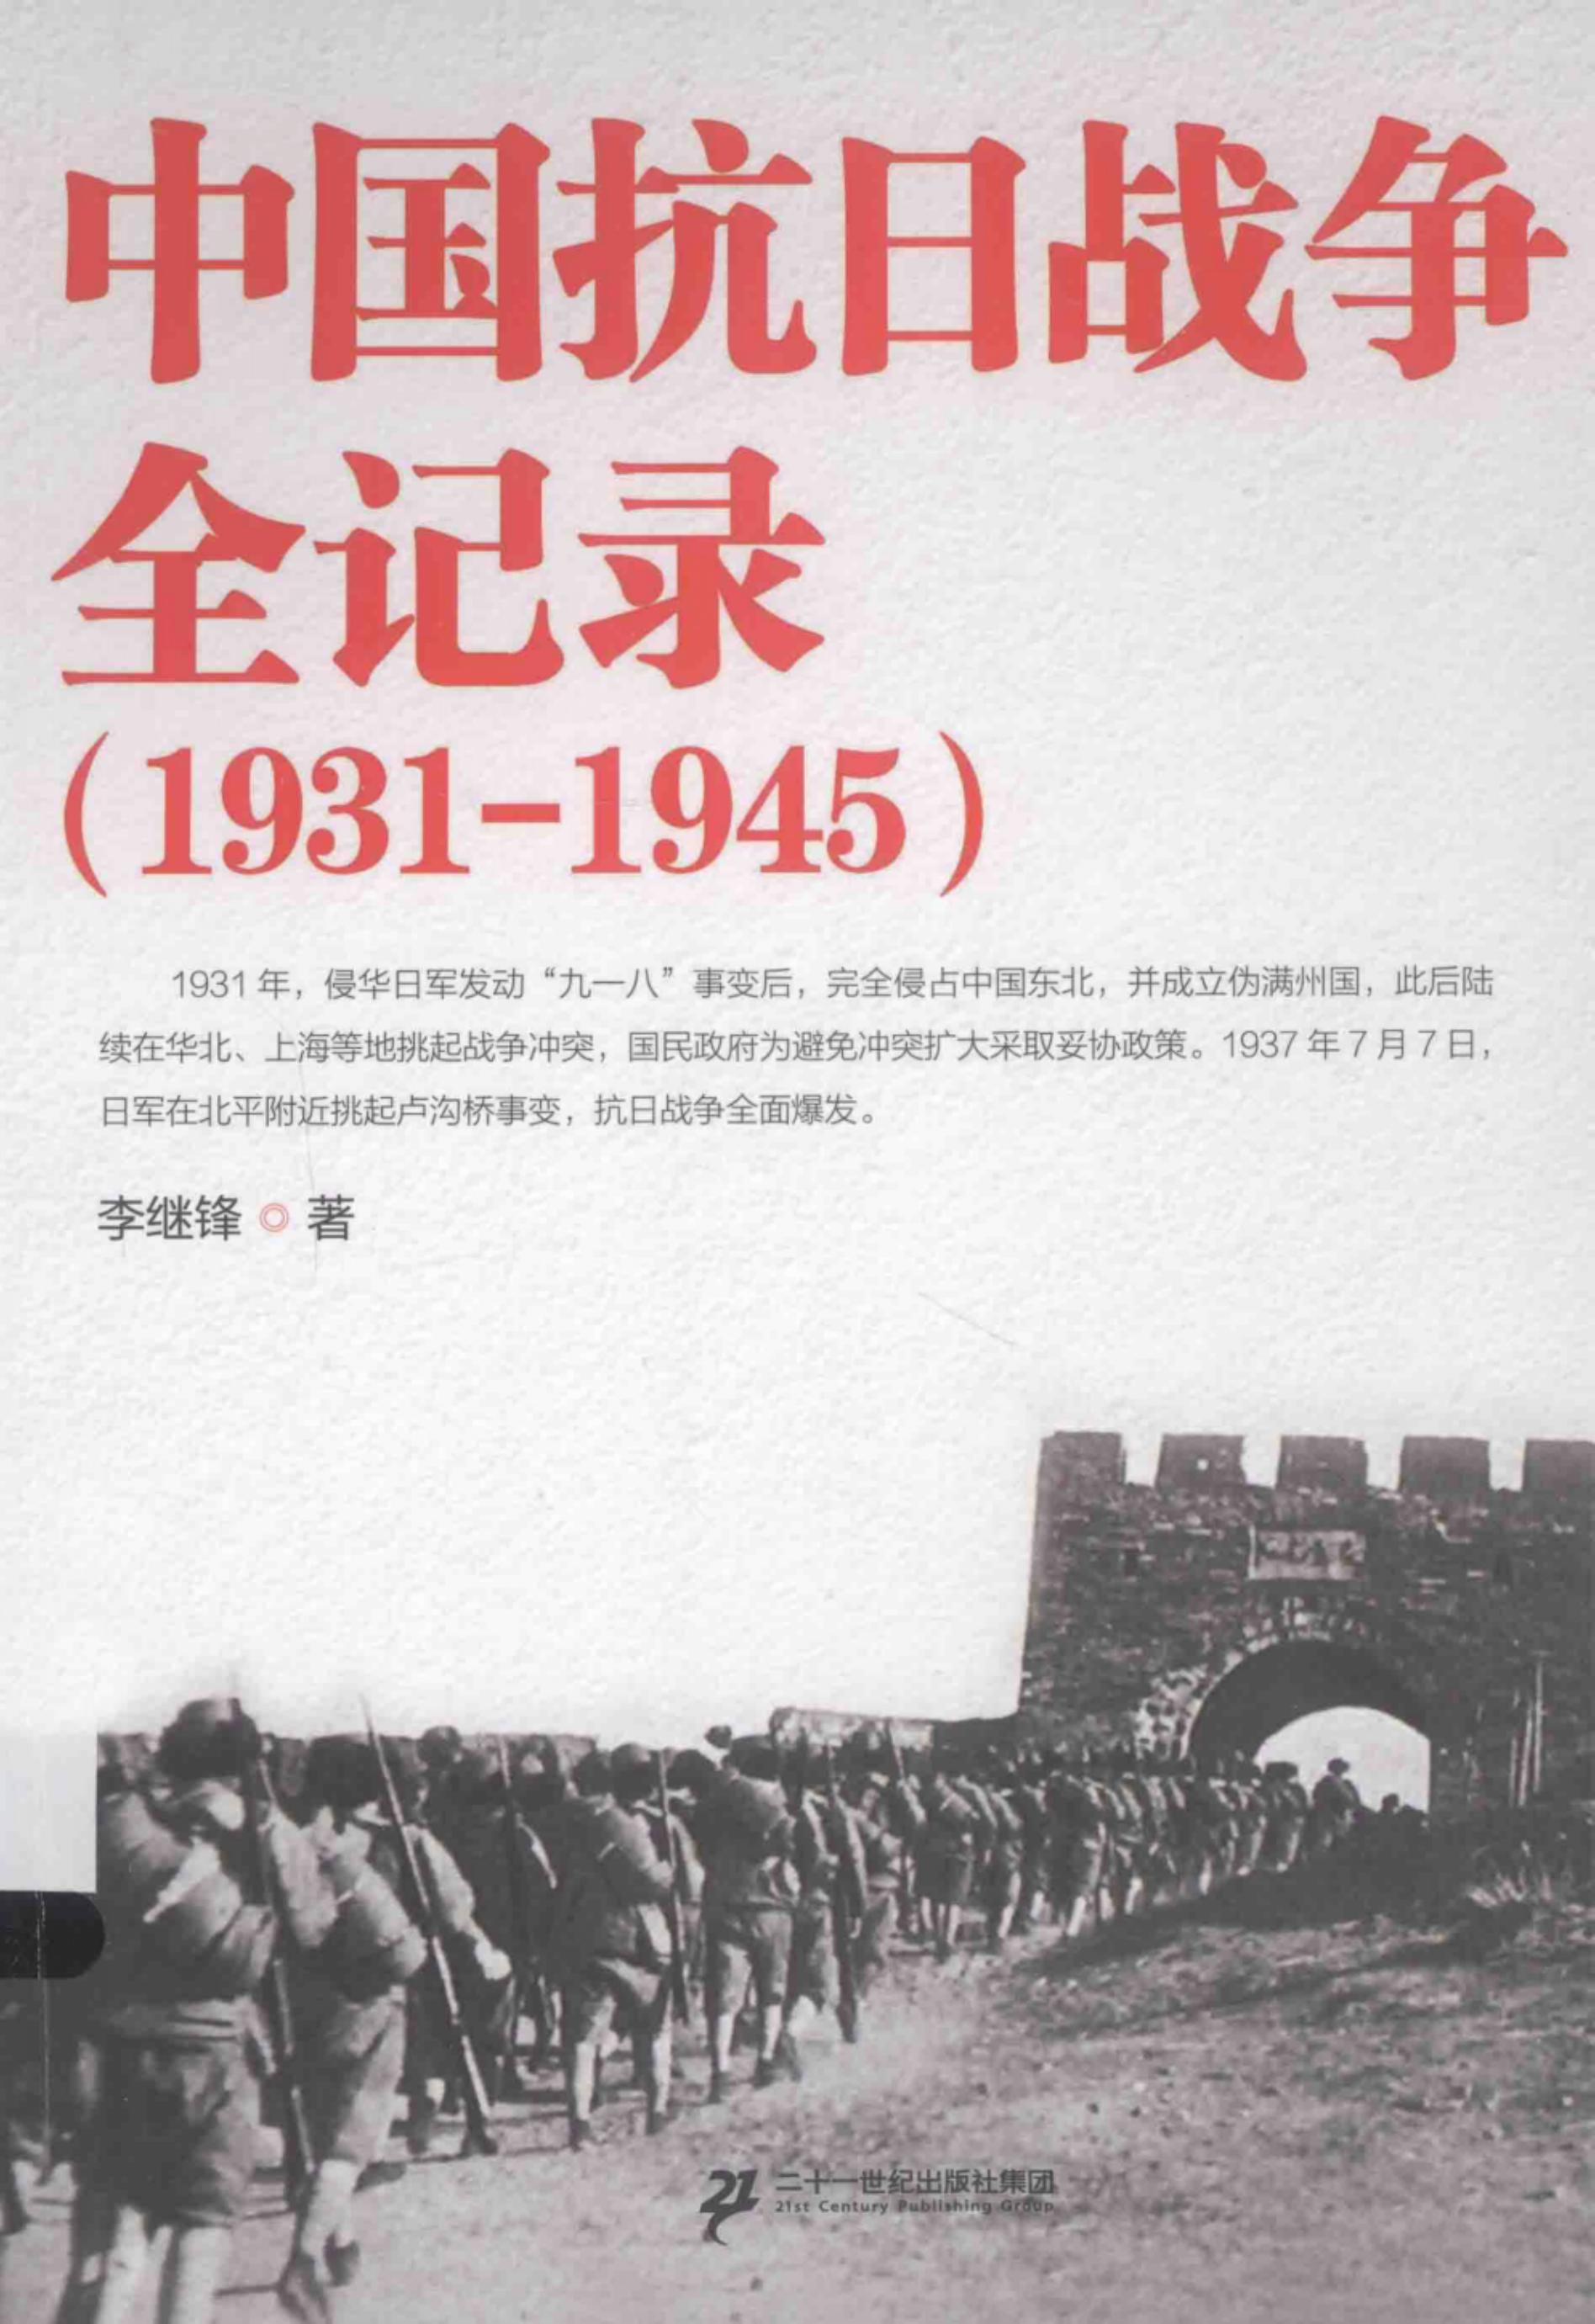 中国抗日战争
全记录
（1931-1945）
1931年，侵华日军发动“九一八”事变后，完全侵占中国东北，并成立伪满州国，此后陆
续在华北、上海等地挑起战争冲突，国民政府为避免冲突扩大采取妥协政策。1937年7月7日，
日军在北平附近挑起卢沟桥事变，抗日战争全面爆发。
李继锋 ◎ 著
21 二十一世纪出版社集团
21st Century Publishing Group